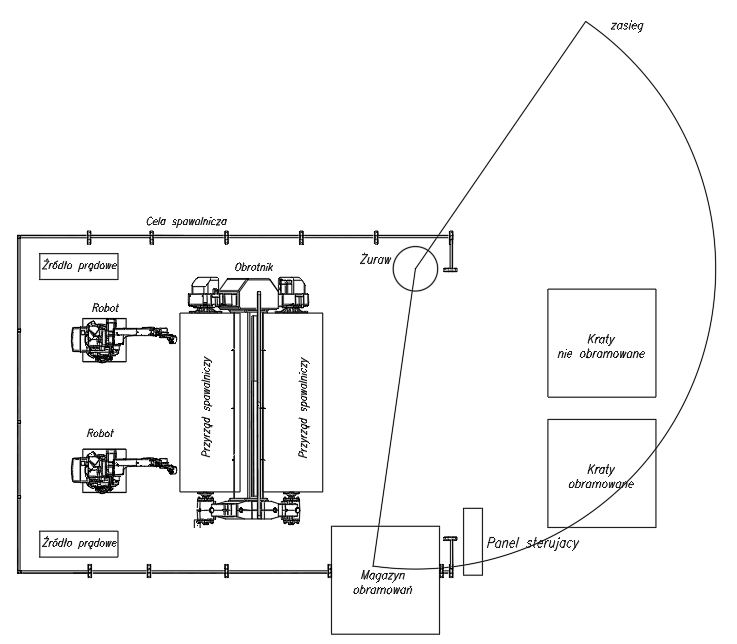 zasieg
Cela spawalnicza
Żuraw
Źródło prądowe
Obrotnik
Robot
Kraty
nie obramowane
Przyrząd spawalniczy
Przyrząd spawalniczy
Robot
Kraty
obramowane
Źródło prądowe
Panel sterujacy
Magazyn
obramowań